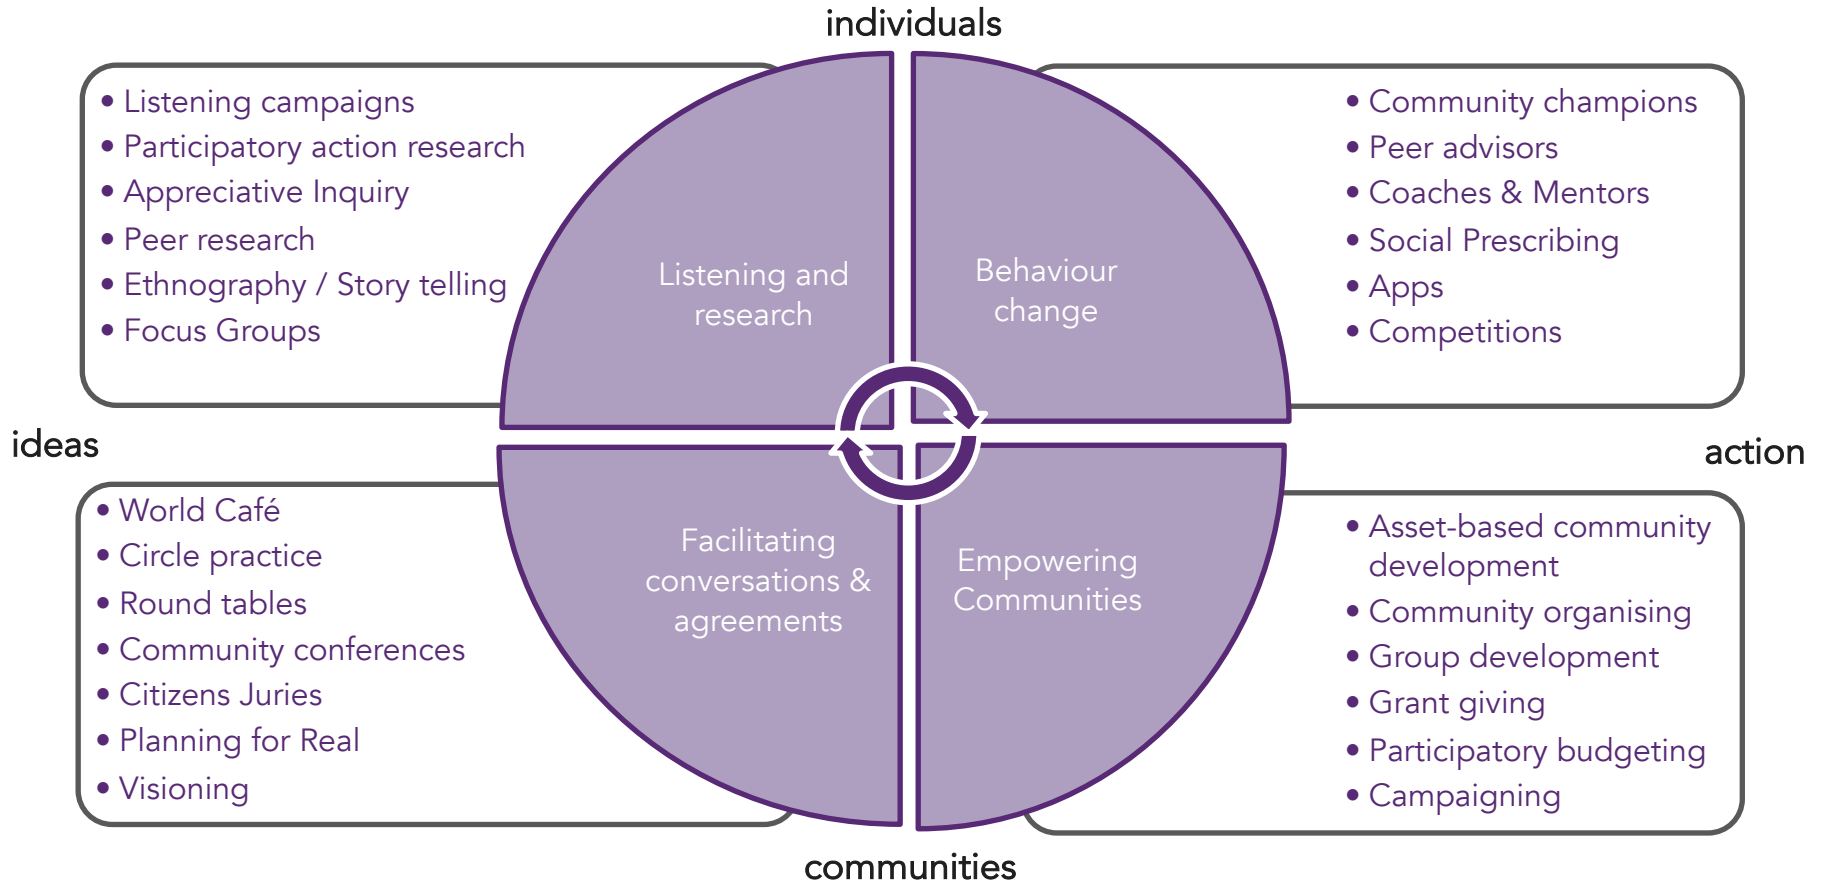 individuals
• Listening campaigns
• Participatory action research
• Appreciative Inquiry
• Peer research
• Ethnography / Story telling
• Focus Groups
Listening and
research
Behaviour
change
• Community champions
• Peer advisors
• Coaches & Mentors
• Social Prescribing
• Apps
• Competitions
ideas
action
• World Café
• Circle practice
• Round tables
• Community conferences
• Citizens Juries
• Planning for Real
• Visioning
Facilitating
conversations &
agreements
Empowering
Communities
• Asset-based community
development
• Community organising
• Group development
• Grant giving
• Participatory budgeting
• Campaigning
communities